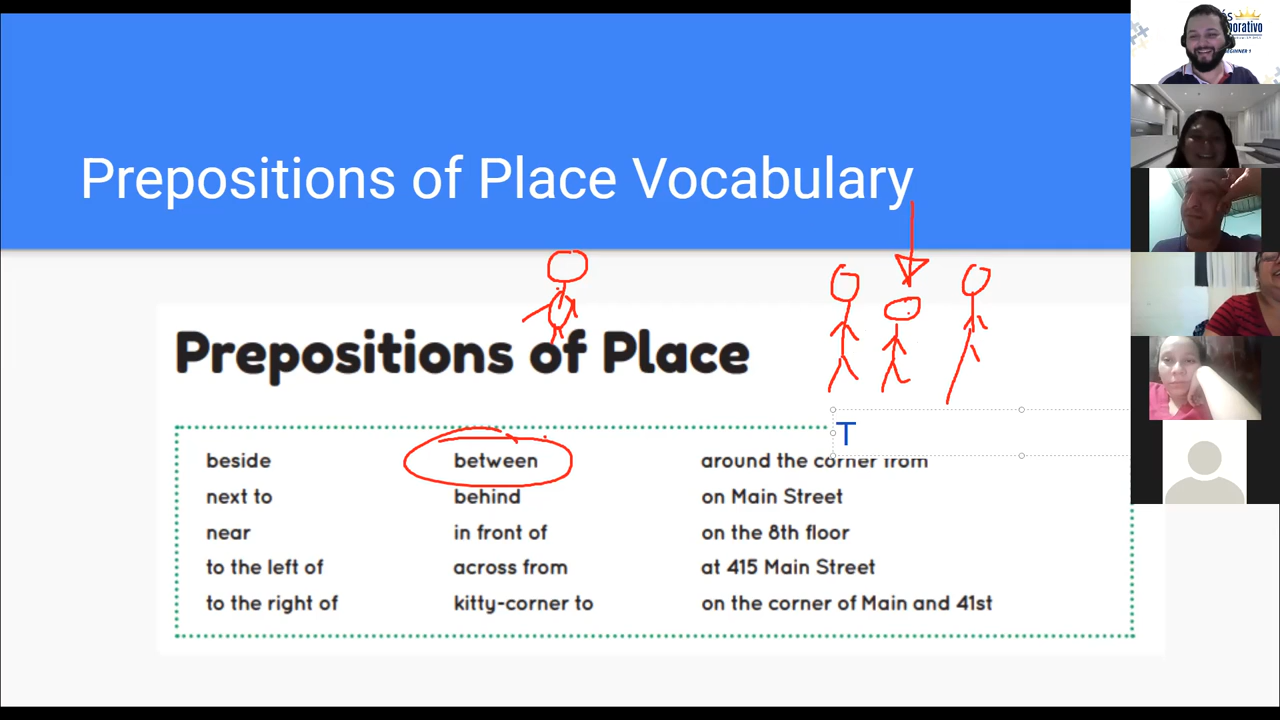 Prepositions of Place Vocabulary
Prepositions of Place
beside between around the corner from
next to behind on Main Street
near in front of on the 8th floor
to the left of across from at 415 Main Street
to the right of kitty-corner to on the corner of Main and 41st
T
BEGINNER 1